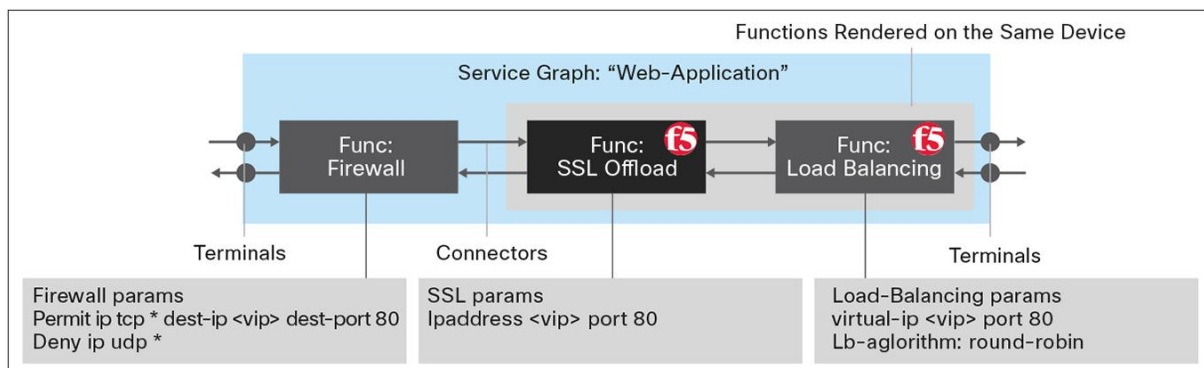 Functions Rendered on the Same Device
Service Graph: “Web-Application”
Func:
Firewall
f5
Func:
SSL Offload
f5
Func:
Load Balancing
Terminals
Connectors
Terminals
Firewall params
Permit ip tcp * dest-ip <vip> dest-port 80
Deny ip udp *
SSL params
Ipaddress <vip> port 80
Load-Balancing params
virtual-ip <vip> port 80
Lb-aglorithm: round-robin